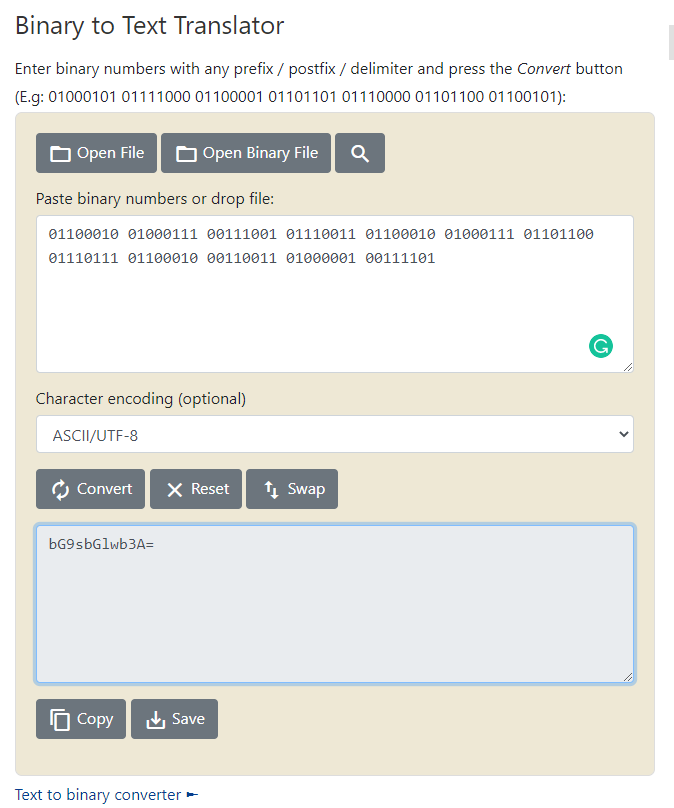 Binary to Text Translator
Enter binary numbers with any prefix / postfix / delimiter and press the Convert button
(E.g: 01000101 01111000 01100001 01101101 01110000 01101100 01100101):
Open File Open Binary File
Paste binary numbers or drop file:
01100010 01000111 00111001 01110011 01100010 01000111 01101100
01110111 01100010 00110011 01000001 00111101
Character encoding (optional)
ASCII/UTF-8
Convert Reset Swap
bG9sbGlwb3A=
Copy Save
Text to binary converter ►